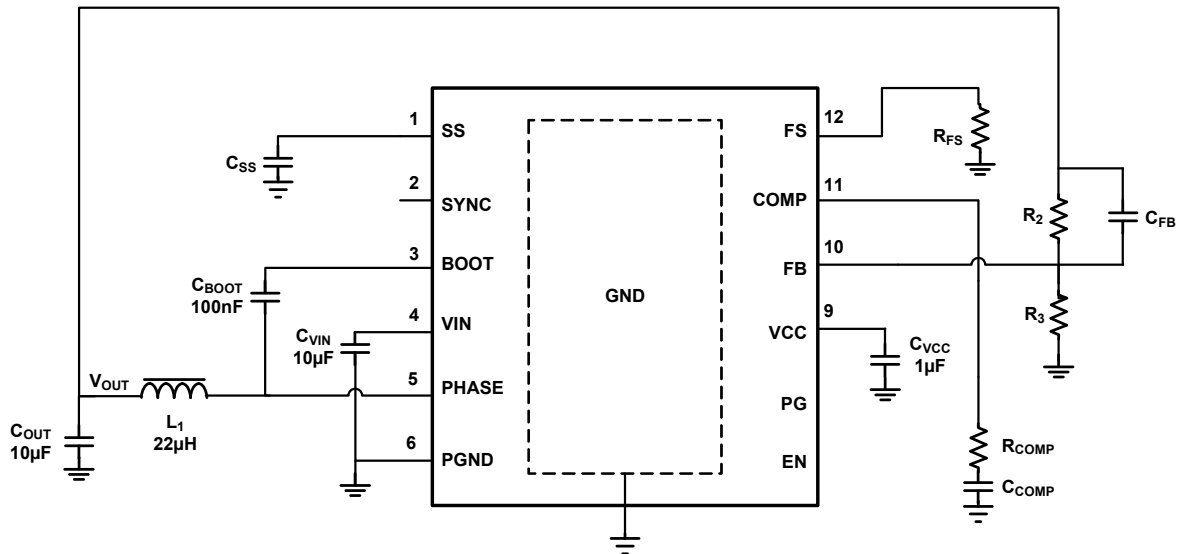 1
SS
CSS
2
SYNC
3
BOOT
CBOOT
100nF
4
VIN
CVIN
10µF
5
PHASE
VOUT
L1
22µH
COUT
10µF
6
PGND
GND
12
FS
RFS
11
COMP
R2
CFB
10
FB
R3
9
VCC
CVCC
1µF
PG
EN
RCOMP
CCOMP